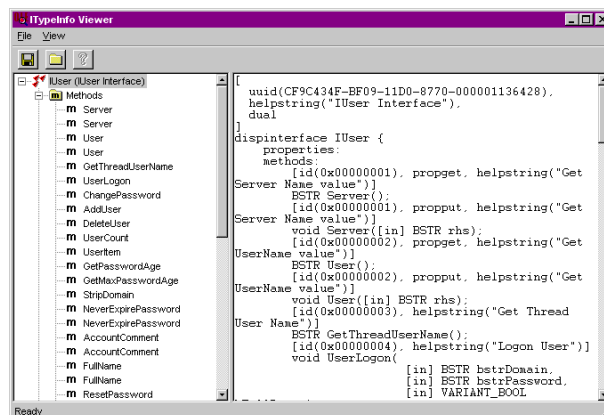 ITypeInfo Viewer
File View
IUser (IUser Interface)
Methods
m Server
m Server
m User
m User
m GetThreadUserName
m UserLogon
m ChangePassword
m AddUser
m DeleteUser
m UserCount
m UserItem
m GetPasswordAge
m GetMaxPasswordAge
m StripDomain
m NeverExpirePassword
m NeverExpirePassword
m AccountComment
m AccountComment
m FullName
m FullName
m ResetPassword
[
uuid(CF9C434F-BF09-11D0-8770-000001136428),
helpstring("IUser Interface"),
dual
]
dispinterface IUser {
properties:
methods:
[id(0x00000001), propget, helpstring("Get
Server Name value")]
BSTR Server();
[id(0x00000001), propput, helpstring("Get
Server Name value")]
void Server([in] BSTR rhs);
[id(0x00000002), propget, helpstring("Get
UserName value")]
BSTR User();
[id(0x00000002), propput, helpstring("Get
UserName value")]
void User([in] BSTR rhs);
[id(0x00000003), helpstring("Get Thread
User Name")]
BSTR GetThreadUserName();
[id(0x00000004), helpstring("Logon User")]
void UserLogon(
[in] BSTR bstrDomain,
[in] BSTR bstrPassword,
[in] VARIANT_BOOL
Ready